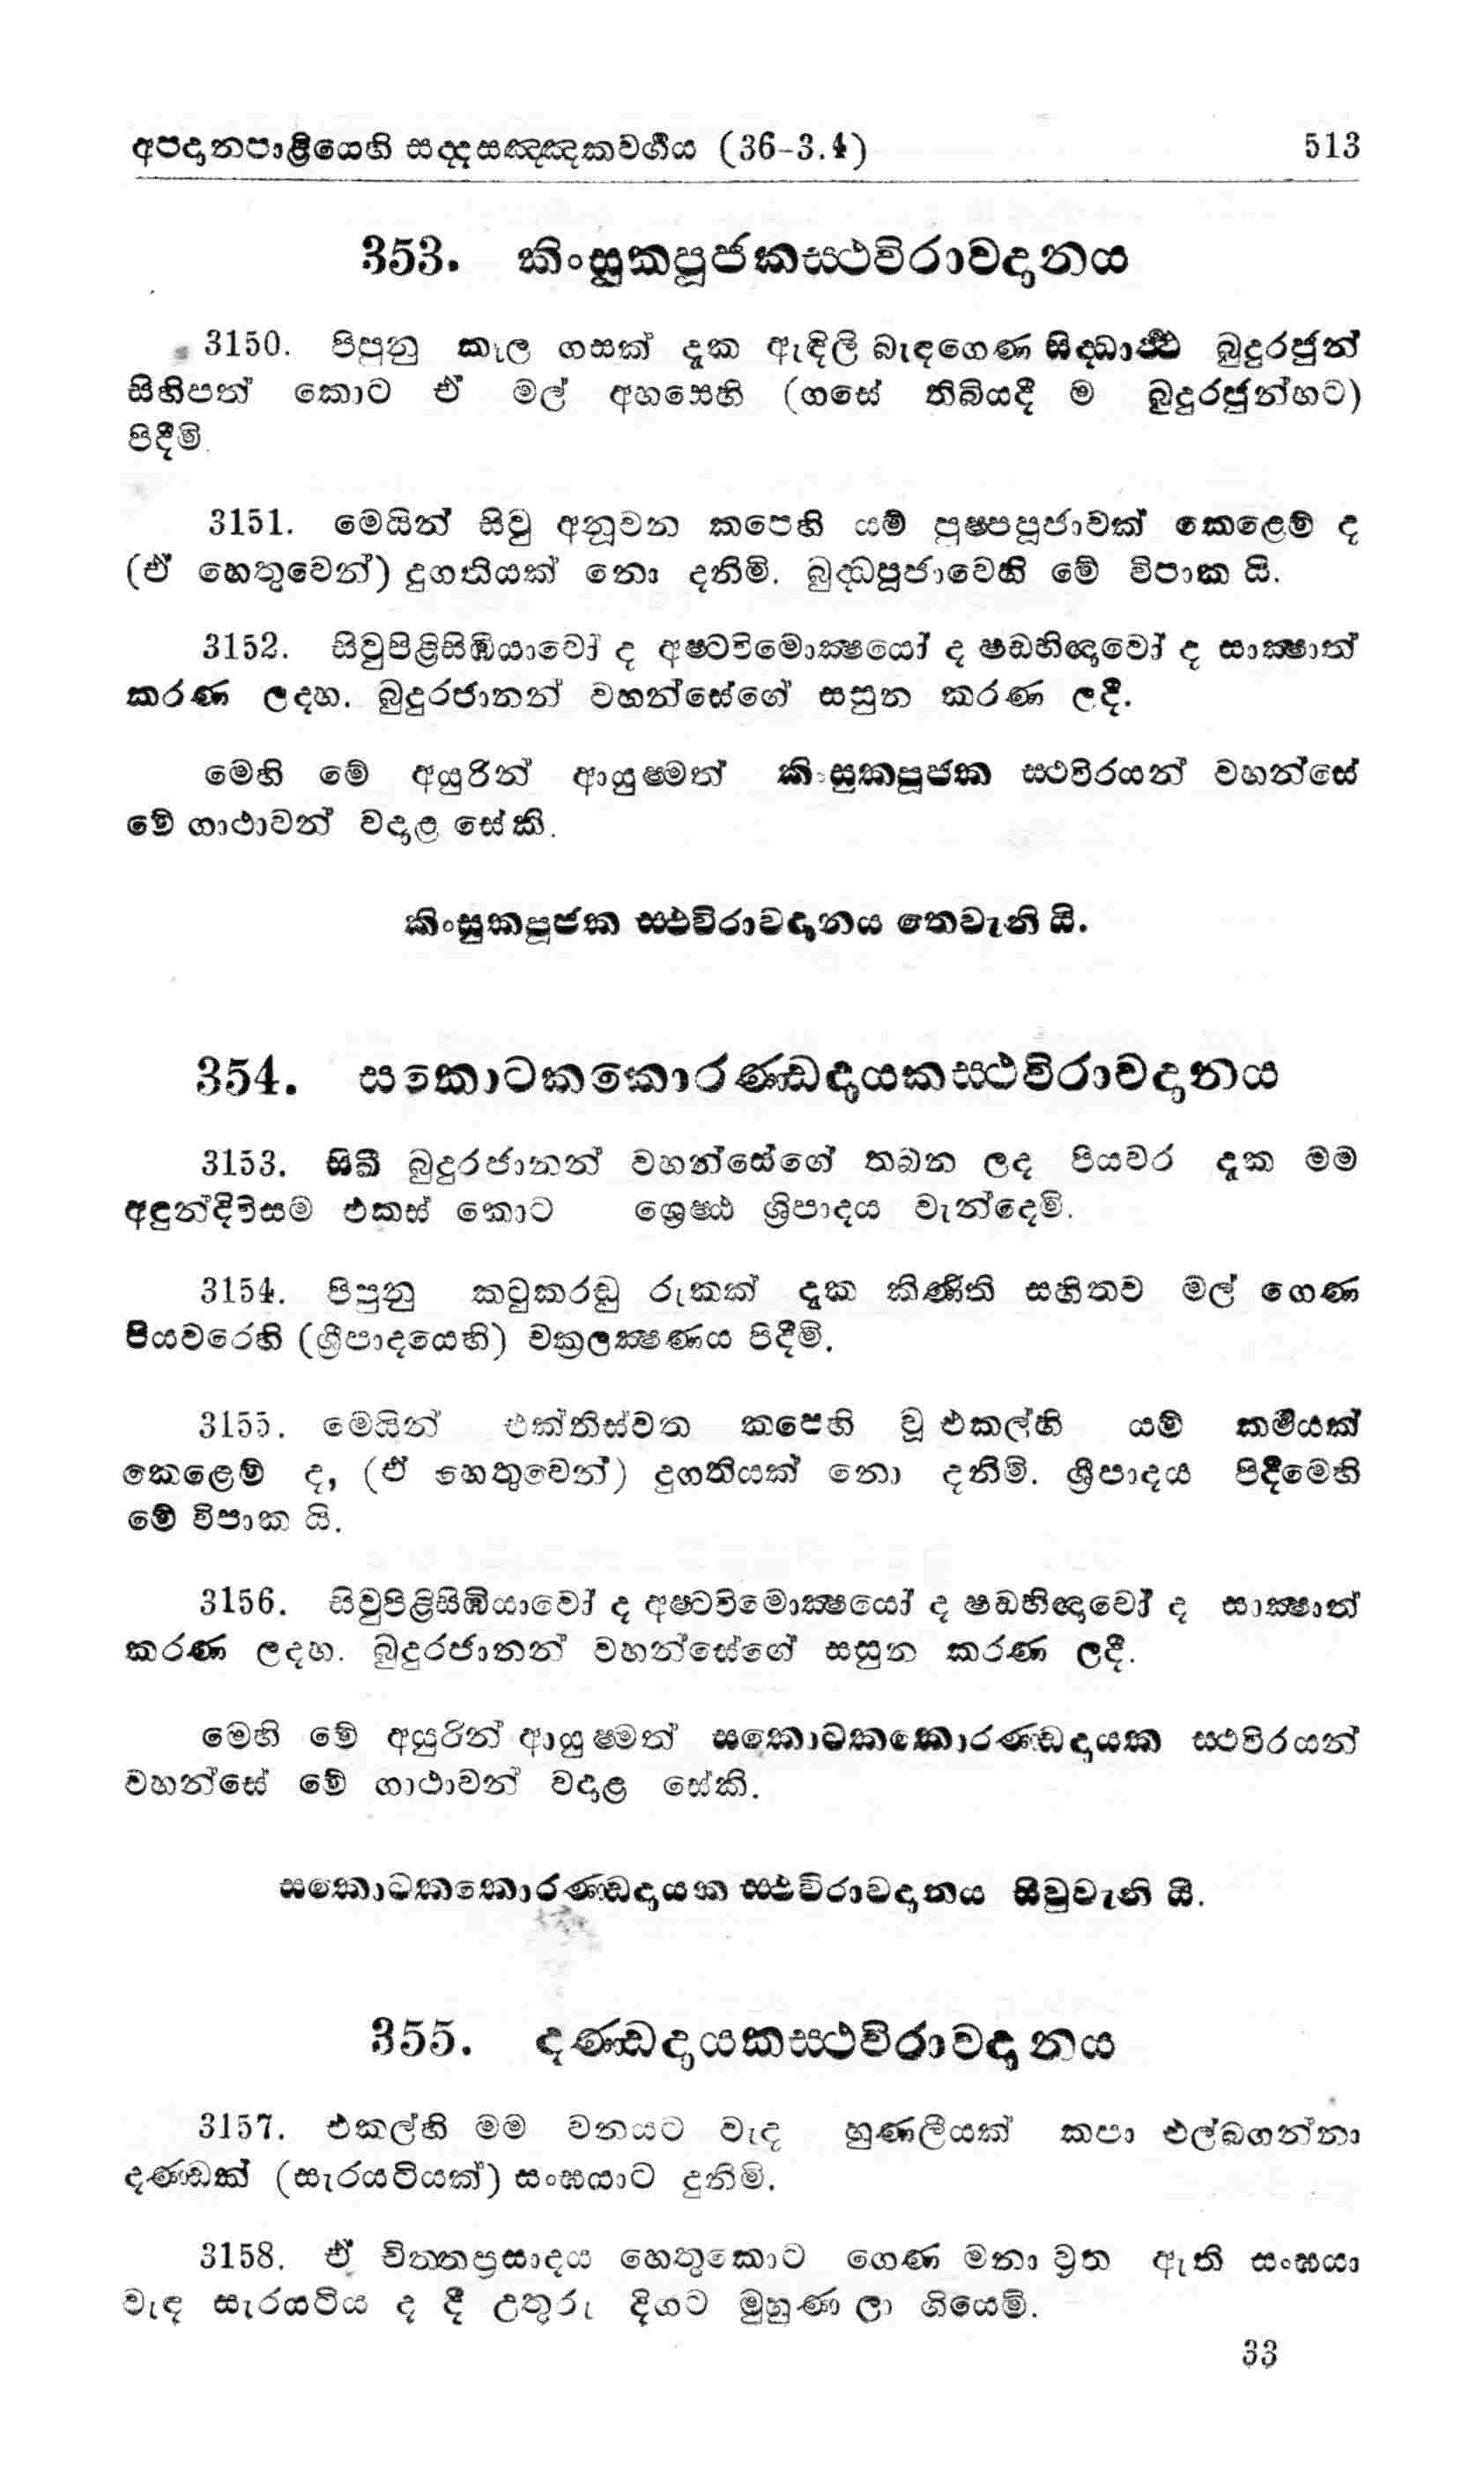 අපදානපාළියෙහි සද්දසඤ්ඤකවර්‍ගය (36-3.4) 513
353. කිංසුකපූජකස්ථවිරාවදානය
3150. පිපුනු කෑල ගසක් දැක ඇඳිලි බැඳගෙණ සිද්ධාර්‍ත්‍ථ බුදුරජුන්
සිහිපත් කොට ඒ මල් අහසෙහි (ගසේ තිබියදී ම බුදුරජුන්හට)
පිදීමි.
3151. මෙයින් සිවු අනූවන කපෙහි යම් පුෂ්පපූජාවක් කෙළෙම් ද
(ඒ හෙතුවෙන්) දුගතියක් නො දනිමි. බුද්ධපූජාවෙහි මේ විපාක යි.
3152. සිවුපිළිසිඹියාවෝ ද අෂ්ටවිමොක්‍ෂයෝ ද ෂඩභිඥාවෝ ද සාක්‍ෂාත්
කරණ ලදහ. බුදුරජානන් වහන්සේගේ සසුන කරණ ලදී.
මෙහි මේ අයුරින් ආයුෂ්මත් කිංසුකපූජක ස්ථවිරයන් වහන්සේ
මේ ගාථාවන් වදාළ සේකි.
කිංසුකපූජක ස්ථවිරාවදානය තෙවැනි යි.
354. සකොටකකොරණ්ඩදායකස්ථවිරාවදානය
3153. සිඛී බුදුරජානන් වහන්සේගේ තබන ලද පියවර දැක මම
අඳුන්දිවිසම එකස් කොට ශ්‍රෙෂ්ඨ ශ්‍රිපාදය වැන්දෙමි.
3154. පිපුනු කටුකරඬු රුකක් දැක කිණිති සහිතව මල් ගෙණ
පියවරෙහි (ශ්‍රීපාදයෙහි) චක්‍රලක්‍ෂණය පිදීමි.
3155. මෙයින් එක්තිස්වන කපෙහි වූ එකල්හි යම් කර්‍මයක්
කෙළෙම් ද, (ඒ හෙතුවෙන්) දුගතියක් නො දනිමි. ශ්‍රීපාදය පිදීමෙහි
මේ විපාක යි.
3156. සිවුපිළිසිඹියාවෝ ද අෂ්ටවිමොක්‍ෂයෝ ද ෂඩභිඥාවෝ ද සාක්‍ෂාත්
කරණ ලදහ. බුදුරජානන් වහන්සේගේ සසුන කරණ ලදී.
මෙහි මේ අයුරින් ආයුෂ්මත් සකොටකකොරණ්ඩදායක ස්ථවිරයන්
වහන්සේ මේ ගාථාවන් වදාළ සේකි.
සකොටකකොරණ්ඩදායක ස්ථවිරාවදානය සිවුවැනි යි.
355. දණ්ඩදායකස්ථවිරාවදානය
3157. එකල්හි මම වනයට වැද හුණලීයක් කපා එල්බගන්නා
දණ්ඩක් (සැරයටියක්) සංඝයාට දුනිමි.
3158. ඒ චිත්තප්‍රසාදය හෙතුකොට ගෙණ මනා ව්‍රත ඇති සංඝයා
වැඳ සැරයටිය ද දී උතුරු දිගට මුහුණ ලා ගියෙමි.
33